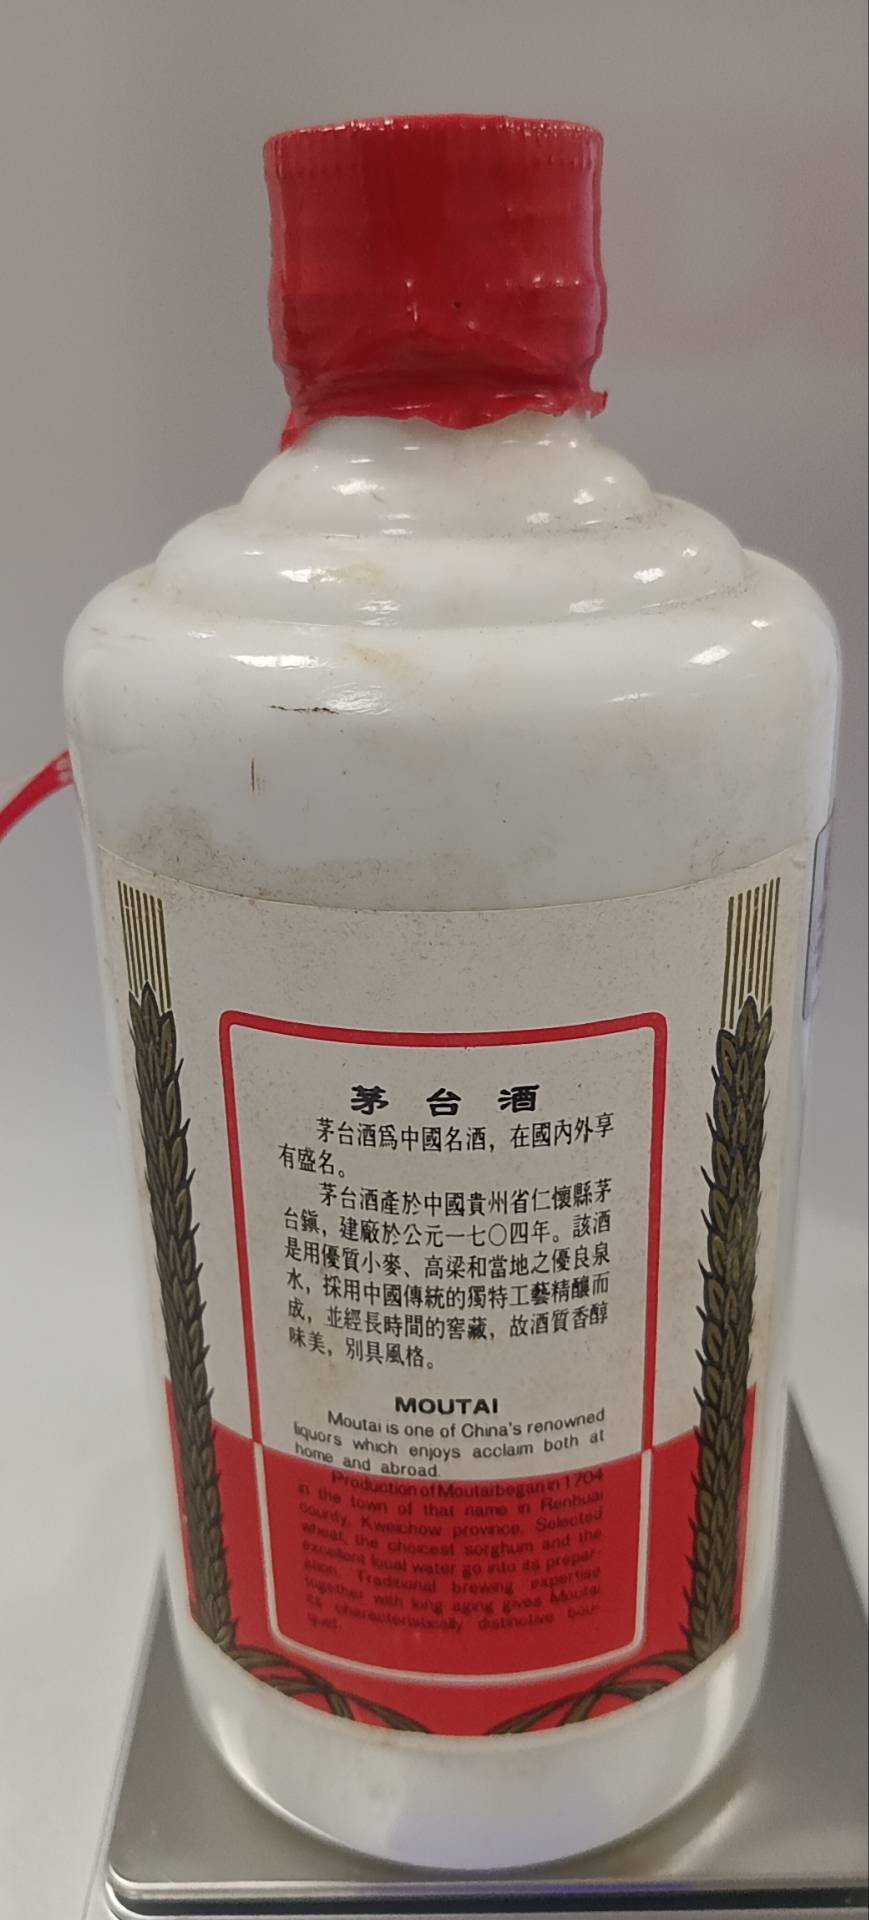 茅台酒
茅台酒爲中國名酒，在國內外享
有盛名。
茅台酒產於中國貴州省仁懷縣茅
台鎮，建廠於公元一七〇四年。該酒
是用優質小麥、高梁和當地之優良泉
水，採用中國傳統的獨特工藝精釀而
成，並經長時間的窖藏，故酒質香醇
味美，別具風格。
MOUTAI
Moutai is one of China's renowned
liquors which enjoys acclaim both at
home and abroad.
Production of Moutai began in 1704
in the town of that name in Renhuai
county, Kweichow province. Selected
wheat, the choicest sorghum and the
excellent local water go into its prepar-
ation. Traditional brewing expertise
together with long aging gives Moutai
its characteristically distinctive bou-
quet.